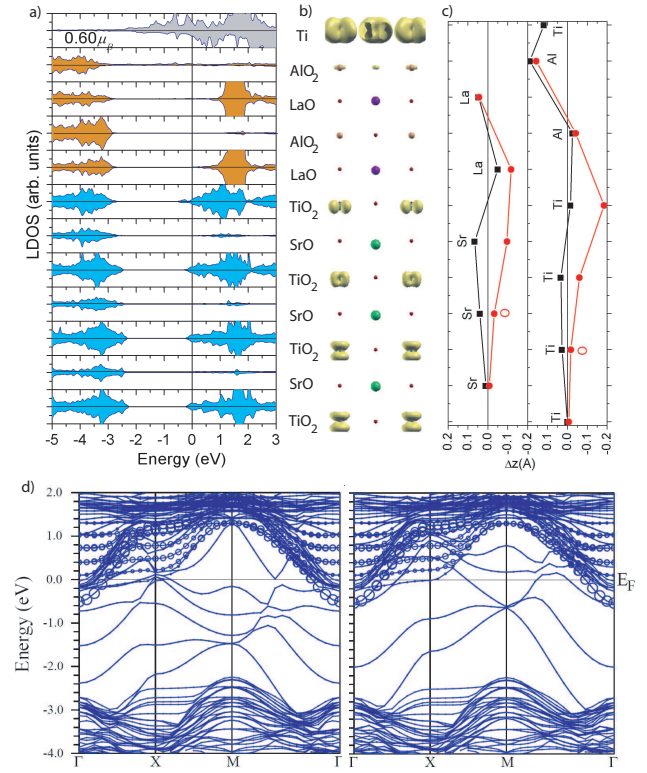 a)
b)
c)
0.60μB
LDOS (arb. units)
-5 -4 -3 -2 -1 0 1 2 3
Energy (eV)
Ti
AlO2
LaO
AlO2
LaO
TiO2
SrO
TiO2
SrO
TiO2
SrO
TiO2
La
La
Sr
Sr
O
Sr
Ti
Al
Al
Ti
Ti
Ti
O
Ti
0.2 0.1 0.0 -0.1 0.2 0.1 0.0 -0.1 -0.2
Δz(A)
d)
2.0
1.0
0.0
-1.0
-2.0
-3.0
-4.0
Energy (eV)
EF
Γ X M Γ Γ X M Γ